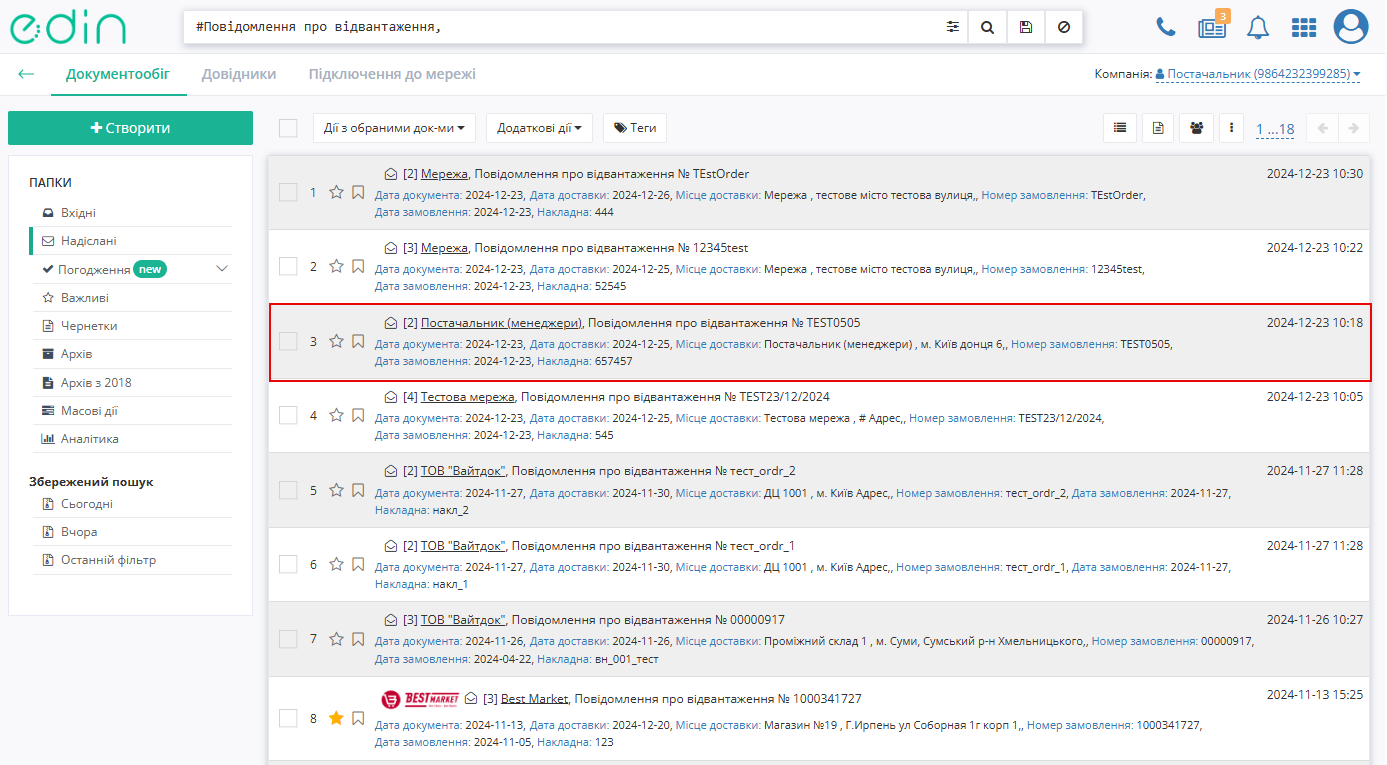 edin
#Повідомлення про відвантаження,
3
Документообіг Довідники Підключення до мережі
Компанія: Постачальник (9864232399285)
Створити
Дії з обраними док-ми Додаткові дії Теги
1 ...18
ПАПКИ
Вхідні
Надіслані
Погодження new
Важливі
Чернетки
Архів
Архів з 2018
Масові дії
Аналітика
Збережений пошук
Сьогодні
Вчора
Останній фільтр
[2] Мережа, Повідомлення про відвантаження № TEstOrder 2024-12-23 10:30
1 Дата документа: 2024-12-23, Дата доставки: 2024-12-26, Місце доставки: Мережа , тестове місто тестова вулиця,, Номер замовлення: TEstOrder,
Дата замовлення: 2024-12-23, Накладна: 444
[3] Мережа, Повідомлення про відвантаження № 12345test 2024-12-23 10:22
2 Дата документа: 2024-12-23, Дата доставки: 2024-12-25, Місце доставки: Мережа , тестове місто тестова вулиця,, Номер замовлення: 12345test,
Дата замовлення: 2024-12-23, Накладна: 52545
[2] Постачальник (менеджери), Повідомлення про відвантаження № TEST0505 2024-12-23 10:18
3 Дата документа: 2024-12-23, Дата доставки: 2024-12-25, Місце доставки: Постачальник (менеджери) , м. Київ донця 6,, Номер замовлення: TEST0505,
Дата замовлення: 2024-12-23, Накладна: 657457
[4] Тестова мережа, Повідомлення про відвантаження № TEST23/12/2024 2024-12-23 10:05
4 Дата документа: 2024-12-23, Дата доставки: 2024-12-25, Місце доставки: Тестова мережа , # Адрес,, Номер замовлення: TEST23/12/2024,
Дата замовлення: 2024-12-23, Накладна: 545
[2] ТОВ "Вайтдок", Повідомлення про відвантаження № тест_ordr_2 2024-11-27 11:28
5 Дата документа: 2024-11-27, Дата доставки: 2024-11-30, Місце доставки: ДЦ 1001 , м. Київ Адрес,, Номер замовлення: тест_ordr_2, Дата замовлення: 2024-11-27,
Накладна: накл_2
[2] ТОВ "Вайтдок", Повідомлення про відвантаження № тест_ordr_1 2024-11-27 11:28
6 Дата документа: 2024-11-27, Дата доставки: 2024-11-30, Місце доставки: ДЦ 1001 , м. Київ Адрес,, Номер замовлення: тест_ordr_1, Дата замовлення: 2024-11-27,
Накладна: накл_1
[3] ТОВ "Вайтдок", Повідомлення про відвантаження № 00000917 2024-11-26 10:27
7 Дата документа: 2024-11-26, Дата доставки: 2024-11-26, Місце доставки: Проміжний склад 1 , м. Суми, Сумський р-н Хмельницького,, Номер замовлення: 00000917,
Дата замовлення: 2024-04-22, Накладна: вн_001_тест
BEST MARKET [3] Best Market, Повідомлення про відвантаження № 1000341727 2024-11-13 15:25
8 Дата документа: 2024-11-13, Дата доставки: 2024-12-20, Місце доставки: Магазин №19 , Г.Ирпень ул Соборная 1г корп 1,, Номер замовлення: 1000341727,
Дата замовлення: 2024-11-05, Накладна: 123